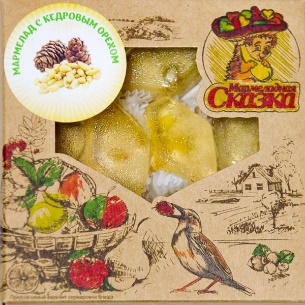 МАРМЕЛАД С КЕДРОВЫМ ОРЕХОМ
Мармеладная
Сказка